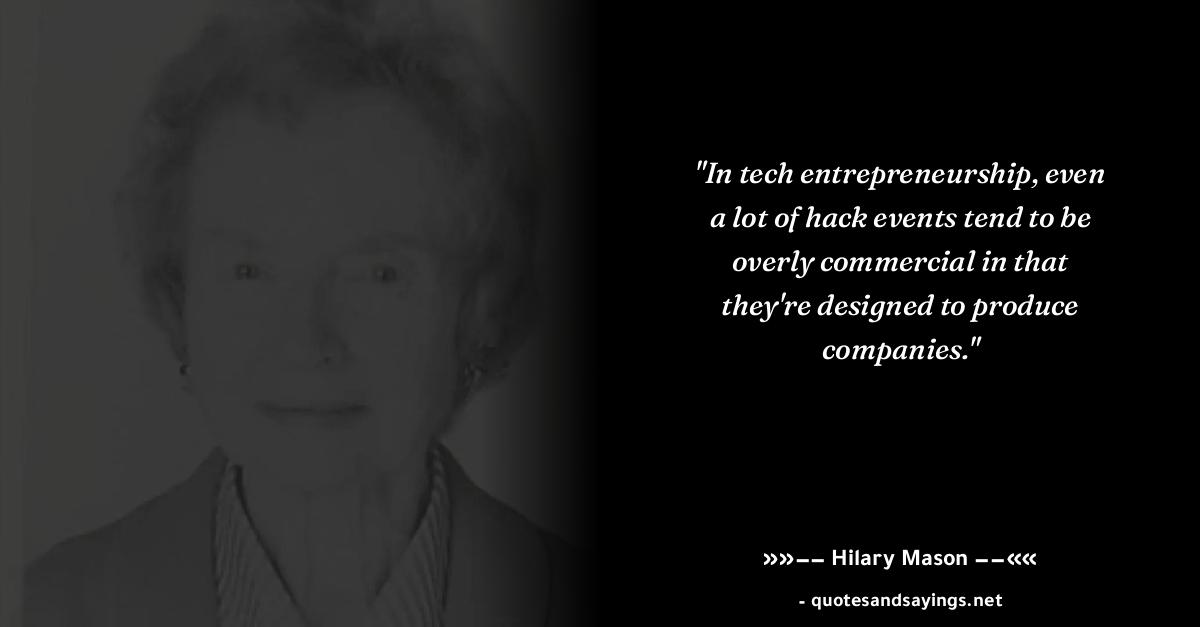 "In tech entrepreneurship, even
a lot of hack events tend to be
overly commercial in that
they're designed to produce
companies."
»»−− Hilary Mason −−««
- quotesandsayings.net